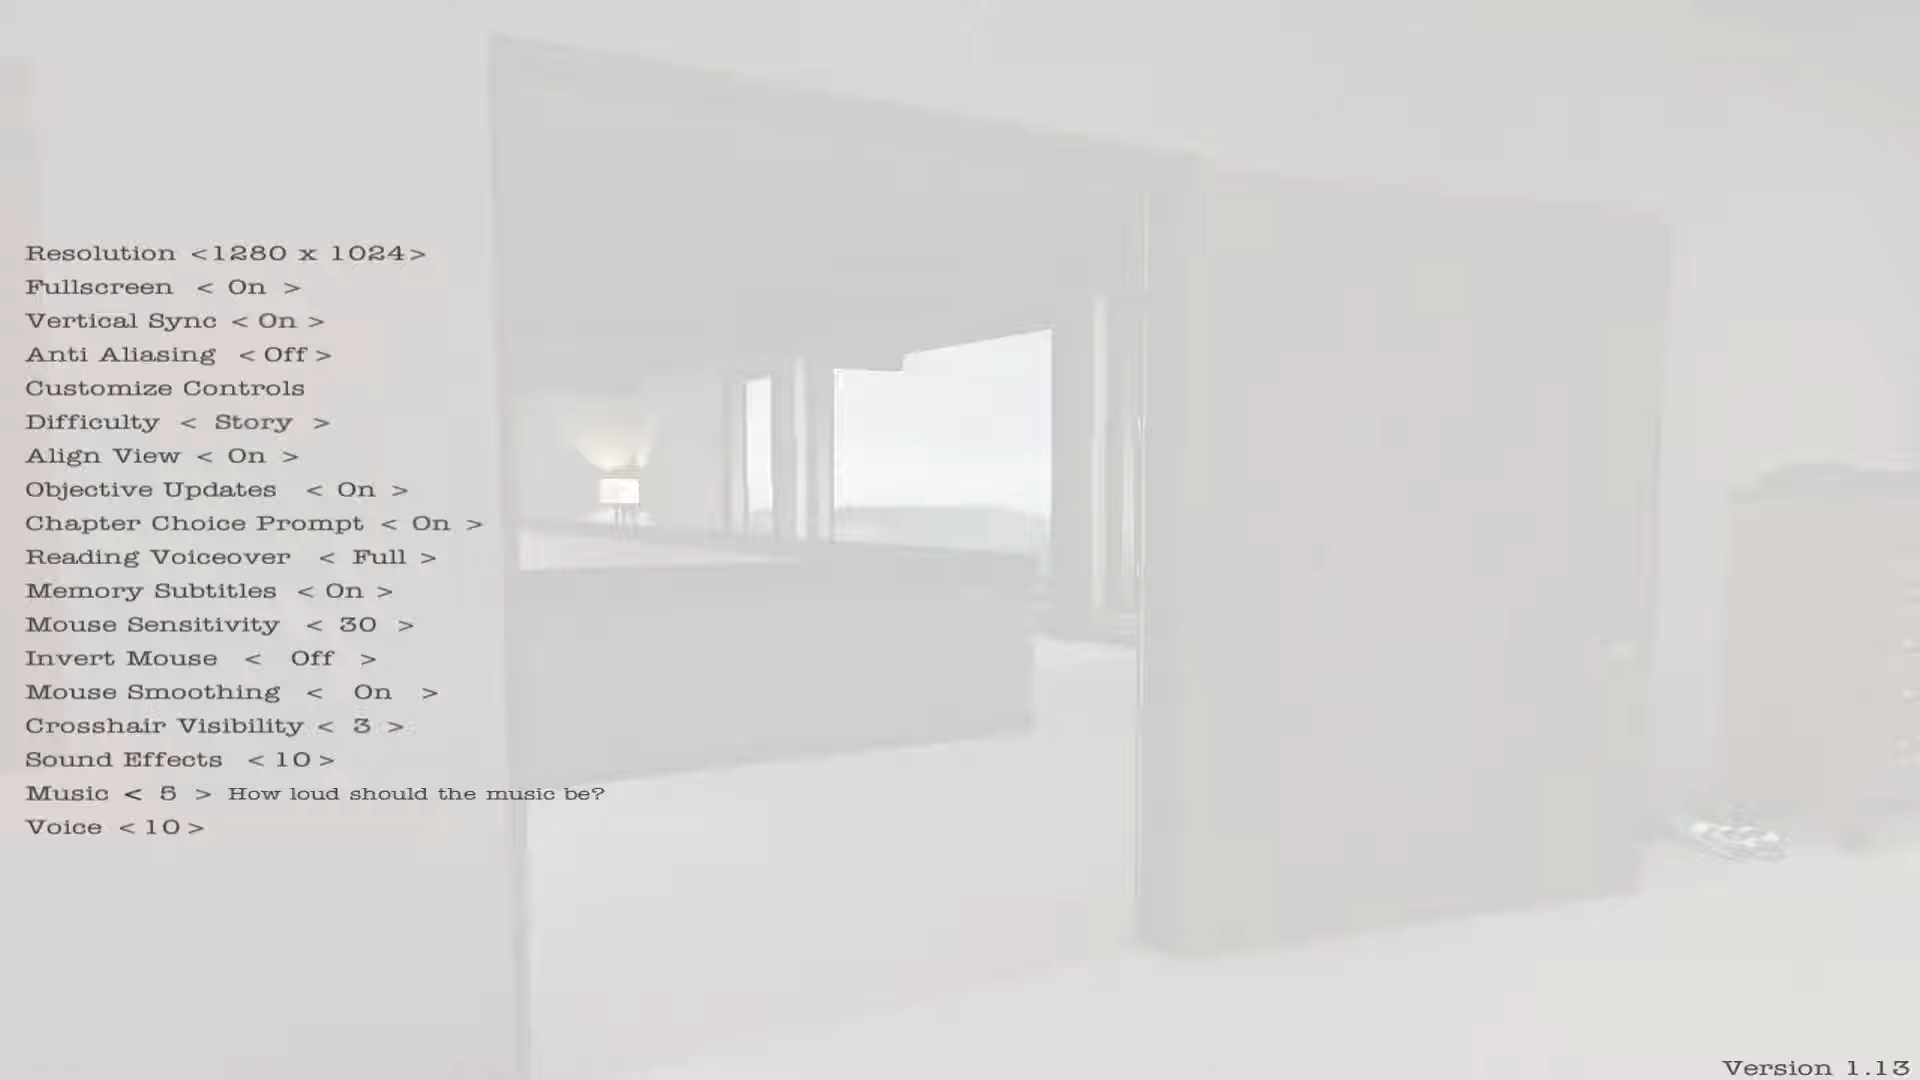 Resolution <1280 x 1024>
Fullscreen < On >
Vertical Sync < On >
Anti Aliasing < Off >
Customize Controls
Difficulty < Story >
Align View < On >
Objective Updates < On >
Chapter Choice Prompt < On >
Reading Voiceover < Full >
Memory Subtitles < On >
Mouse Sensitivity < 30 >
Invert Mouse < Off >
Mouse Smoothing < On >
Crosshair Visibility < 3 >
Sound Effects < 10 >
Music < 5 > How loud should the music be?
Voice < 10 >
Version 1.13